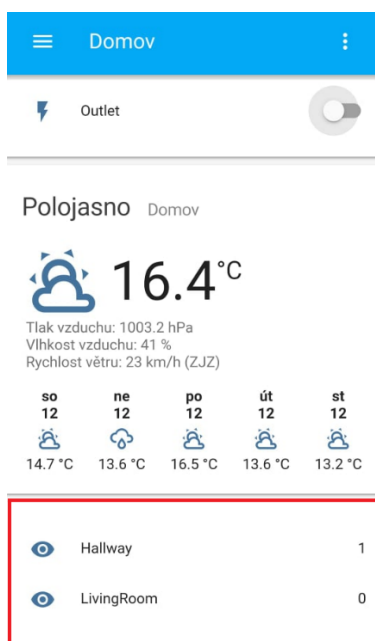 Domov
Outlet
Polojasno Domov
16.4°C
Tlak vzduchu: 1003.2 hPa
Vlhkost vzduchu: 41 %
Rychlost větru: 23 km/h (ZJZ)
so ne po út st
12 12 12 12 12
14.7 °C 13.6 °C 16.5 °C 13.6 °C 13.2 °C
Hallway 1
LivingRoom 0